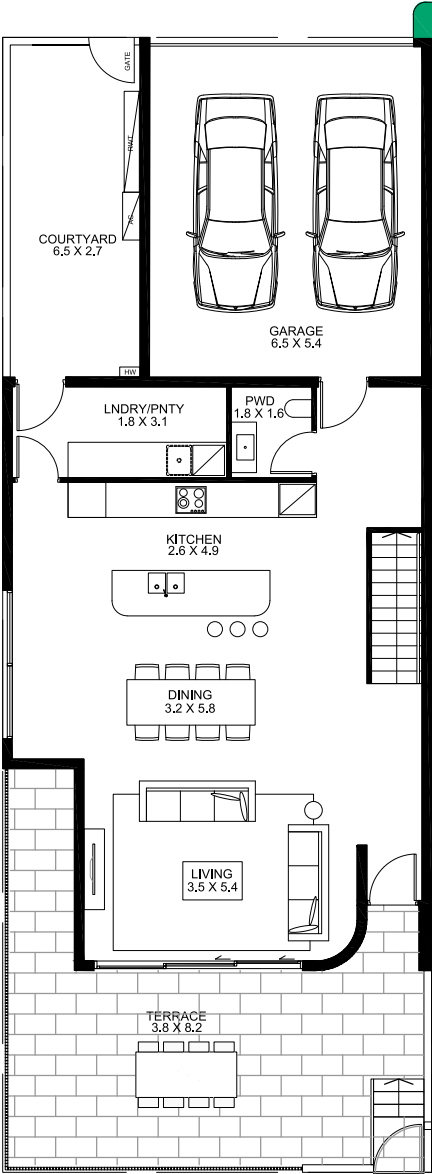 GATE
RWT
AC
COURTYARD
6.5 X 2.7
GARAGE
6.5 X 5.4
HW
LNDRY/PNTY
1.8 X 3.1
PWD
1.8 X 1.6
KITCHEN
2.6 X 4.9
DINING
3.2 X 5.8
LIVING
3.5 X 5.4
TERRACE
3.8 X 8.2